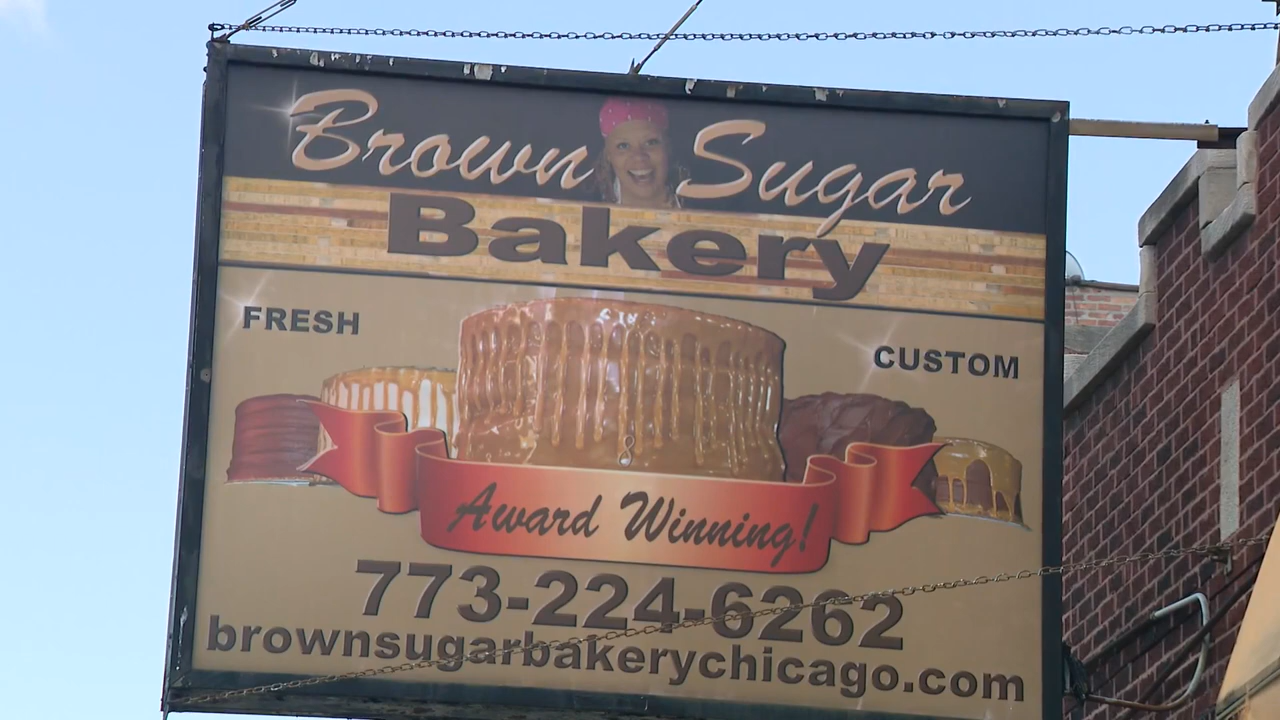 Brown Sugar
Bakery
FRESH
CUSTOM
Award Winning!
773-224-6262
brownsugarbakerychicago.com